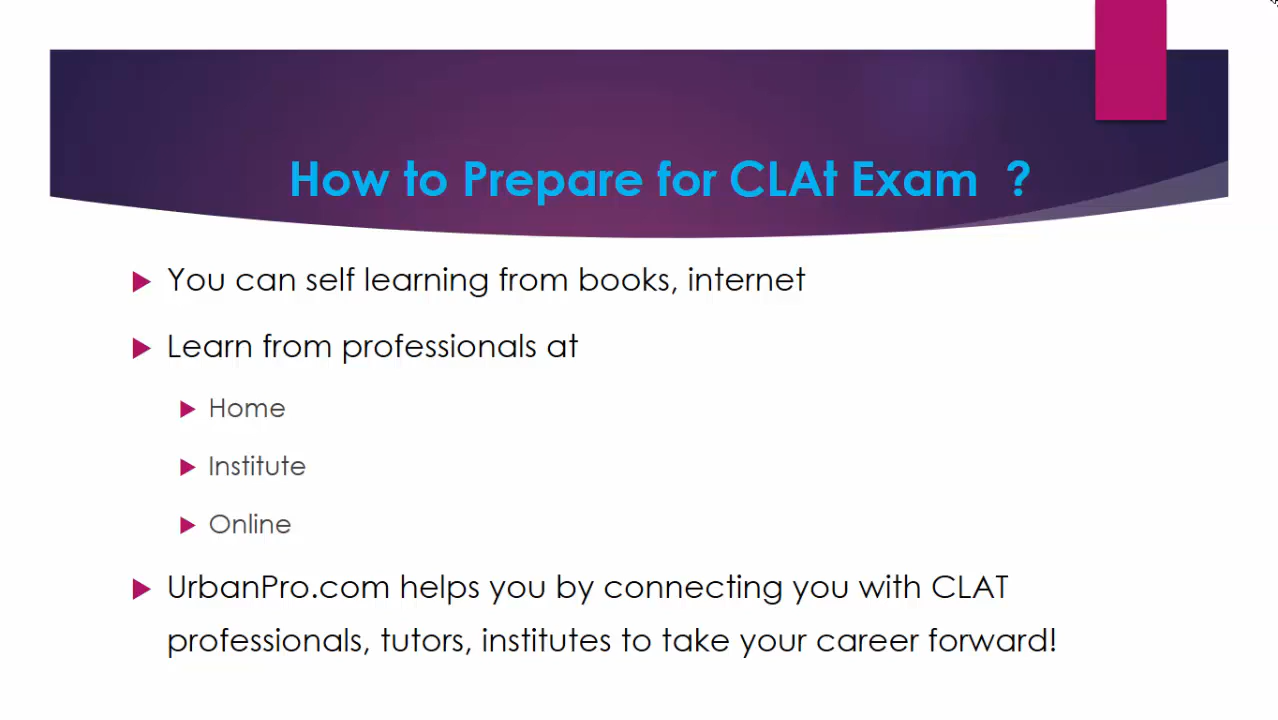 How to Prepare for CLAt Exam ?
You can self learning from books, internet
Learn from professionals at
Home
Institute
Online
UrbanPro.com helps you by connecting you with CLAT
professionals, tutors, institutes to take your career forward!